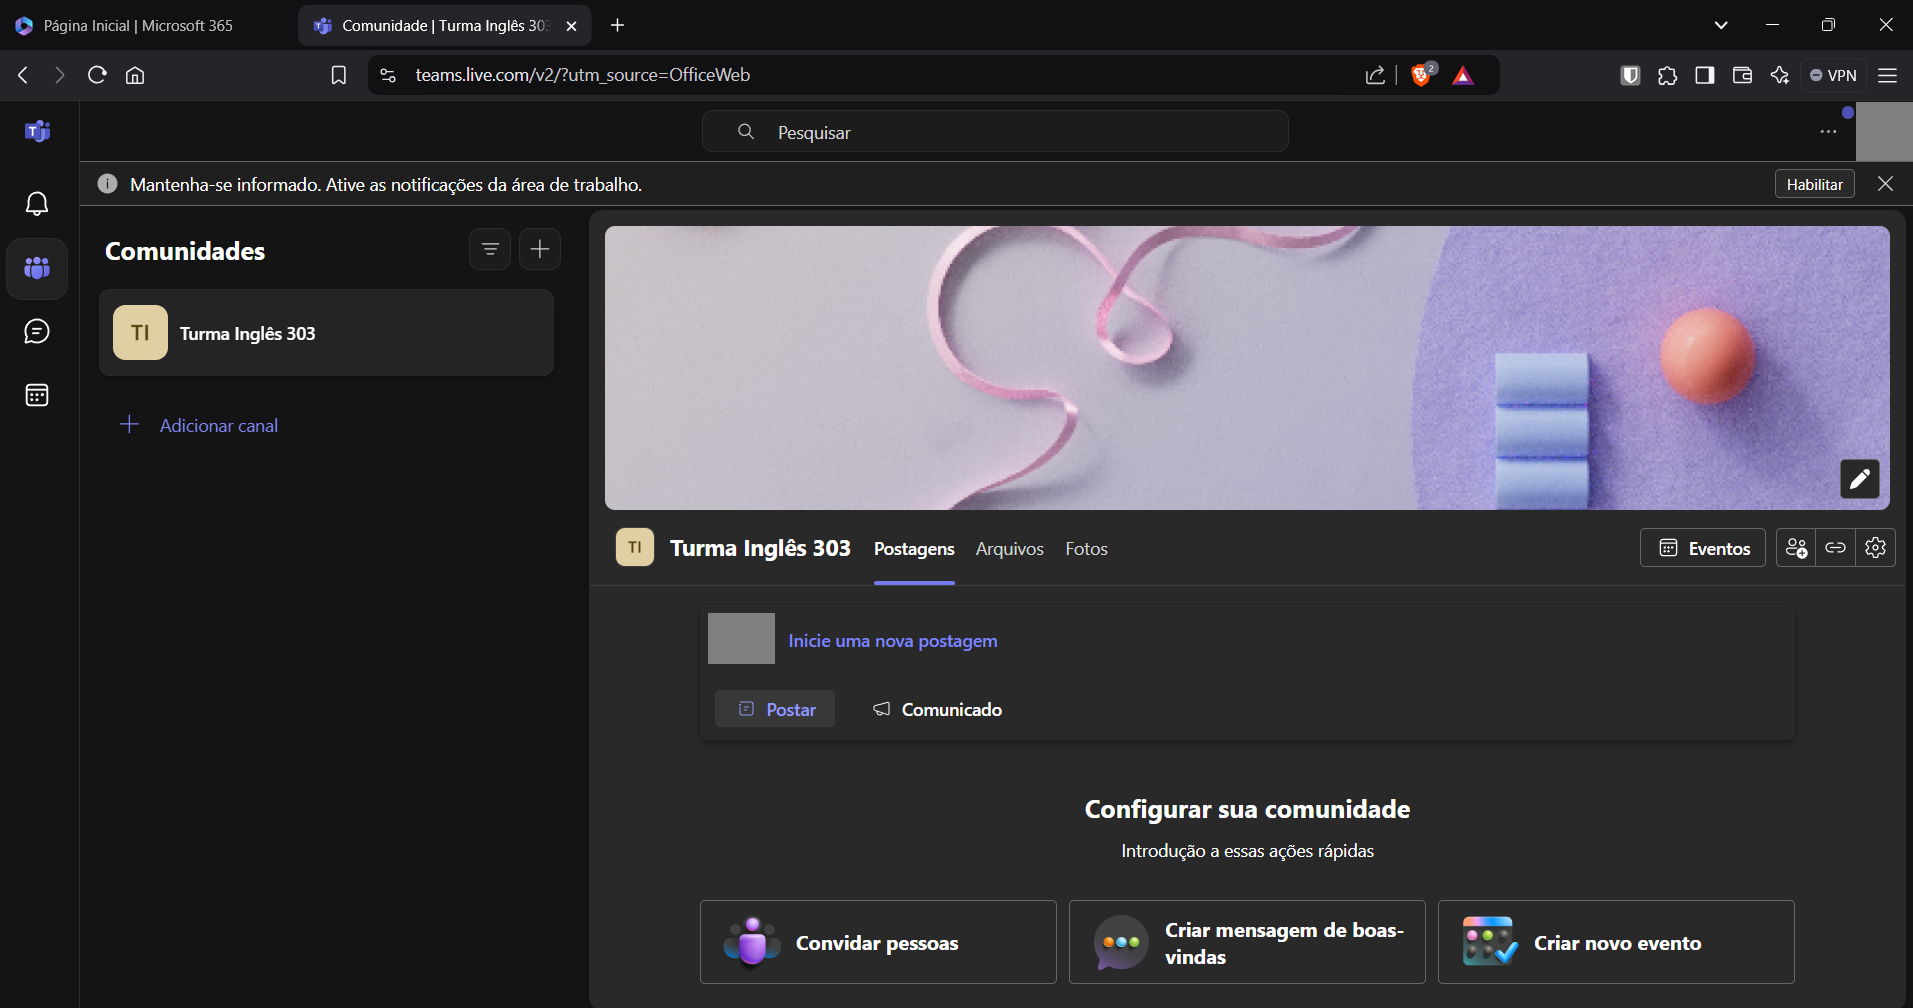 Página Inicial | Microsoft 365
Comunidade | Turma Inglês 303
teams.live.com/v2/?utm_source=OfficeWeb
2
VPN
T
Pesquisar
Mantenha-se informado. Ative as notificações da área de trabalho.
Habilitar
Comunidades
TI
Turma Inglês 303
Adicionar canal
TI
Turma Inglês 303
Postagens
Arquivos
Fotos
Eventos
Inicie uma nova postagem
Postar
Comunicado
Configurar sua comunidade
Introdução a essas ações rápidas
Convidar pessoas
Criar mensagem de boas-
vindas
Criar novo evento